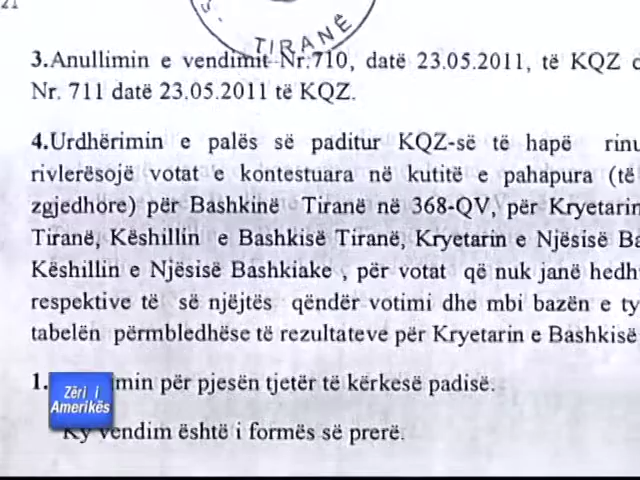 TIRANË
3.Anullimin e vendimit Nr.710, datë 23.05.2011, të KQZ
Nr. 711 datë 23.05.2011 të KQZ.
4.Urdhërimin e palës së paditur KQZ-së të hapë
rivlerësojë votat e kontestuara në kutitë e pahapura (të
zgjedhore) për Bashkinë Tiranë në 368-QV, për Kryetarin
Tiranë, Këshillin e Bashkisë Tiranë, Kryetarin e Njësisë
Këshillin e Njësisë Bashkiake , për votat që nuk janë
respektive të së njëjtës qëndër votimi dhe mbi bazën e
tabelën përmbledhëse të rezultateve për Kryetarin e Bashkisë
1. min për pjesën tjetër të kërkesë padisë.
Zëri i
Amerikës
Ky vendim është i formës së prerë.